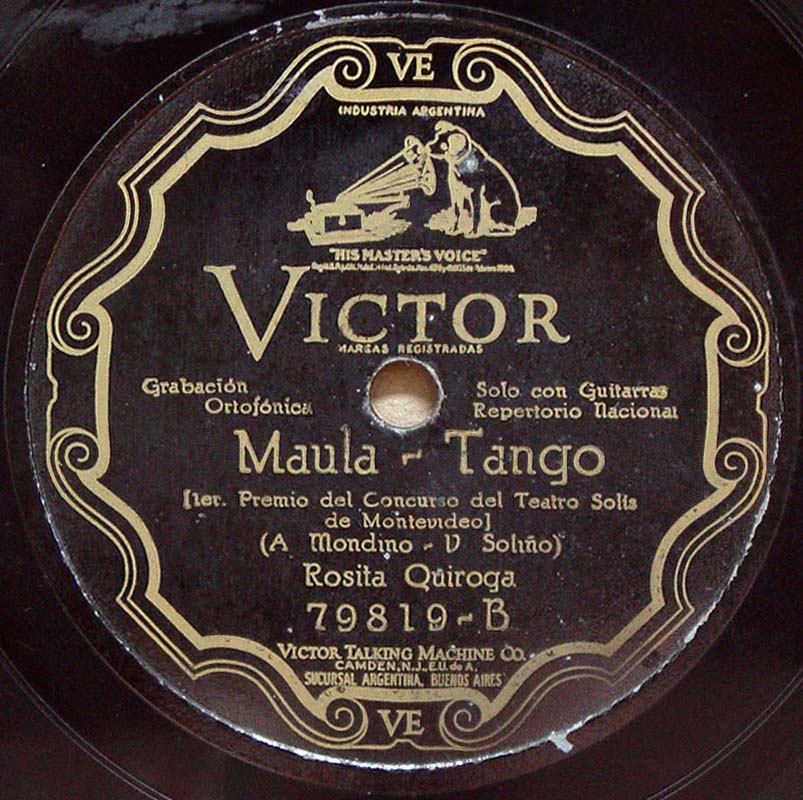 VE
INDUSTRIA ARGENTINA
"HIS MASTER'S VOICE"
VICTOR
MARCAS REGISTRADAS
Grabación Ortofónica
Solo con Guitarras
Repertorio Nacional
Maula - Tango
[1er. Premio del Concurso del Teatro Solis
de Montevideo]
(A Mondino - V Soliño)
Rosita Quiroga
79819-B
VICTOR TALKING MACHINE CO.
CAMDEN, N.J., E.U. de A.
SUCURSAL ARGENTINA, BUENOS AIRES
VE